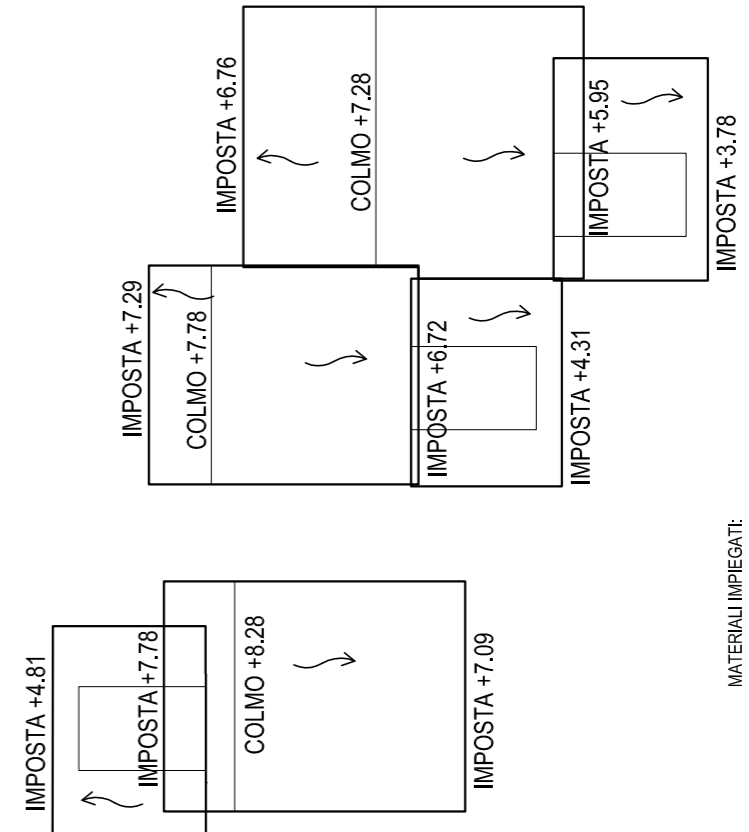 IMPOSTA +6.76
COLMO +7.28
IMPOSTA +5.95
IMPOSTA +3.78
IMPOSTA +7.29
COLMO +7.78
IMPOSTA +6.72
IMPOSTA +4.31
IMPOSTA +4.81
IMPOSTA +7.78
COLMO +8.28
IMPOSTA +7.09
MATERIALI IMPIEGATI: